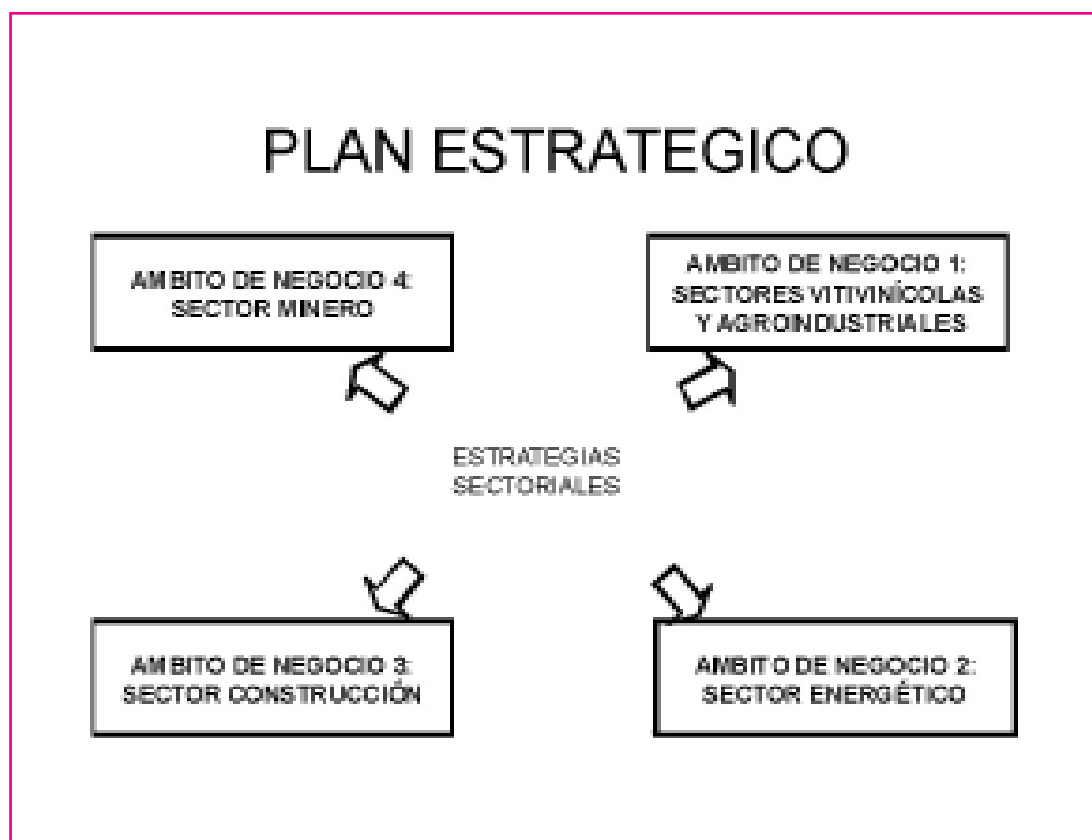 PLAN ESTRATEGICO
AMBITO DE NEGOCIO 4:
SECTOR MINERO
AMBITO DE NEGOCIO 1:
SECTORES VITIVINÍCOLAS
Y AGROINDUSTRIALES
ESTRATEGIAS
SECTORIALES
AMBITO DE NEGOCIO 3:
SECTOR CONSTRUCCIÓN
AMBITO DE NEGOCIO 2:
SECTOR ENERGÉTICO